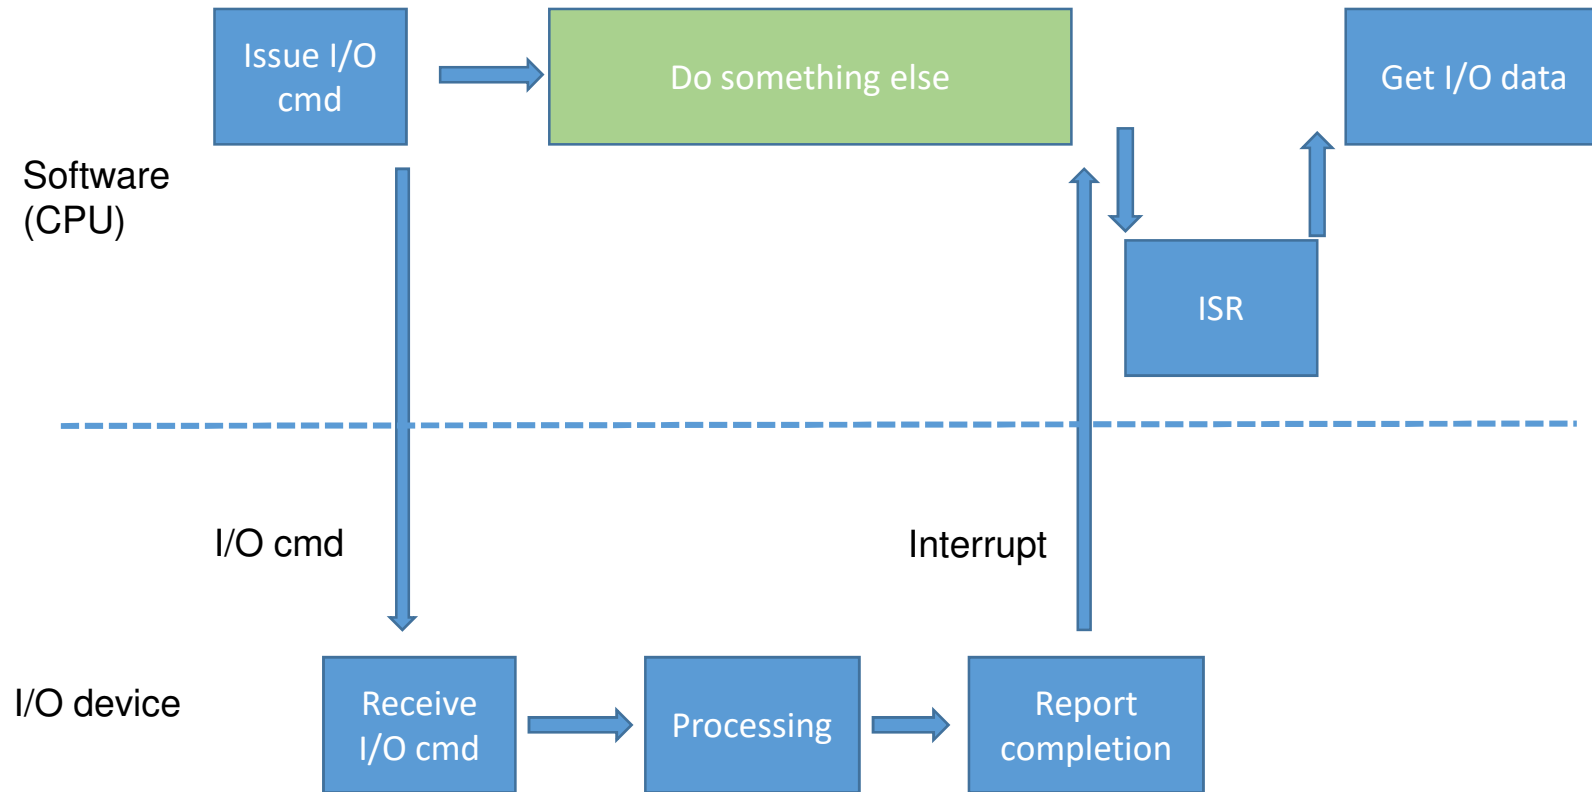 Issue I/O
cmd
Do something else
Get I/O data
Software
(CPU)
ISR
I/O cmd
Interrupt
I/O device
Receive
I/O cmd
Processing
Report
completion